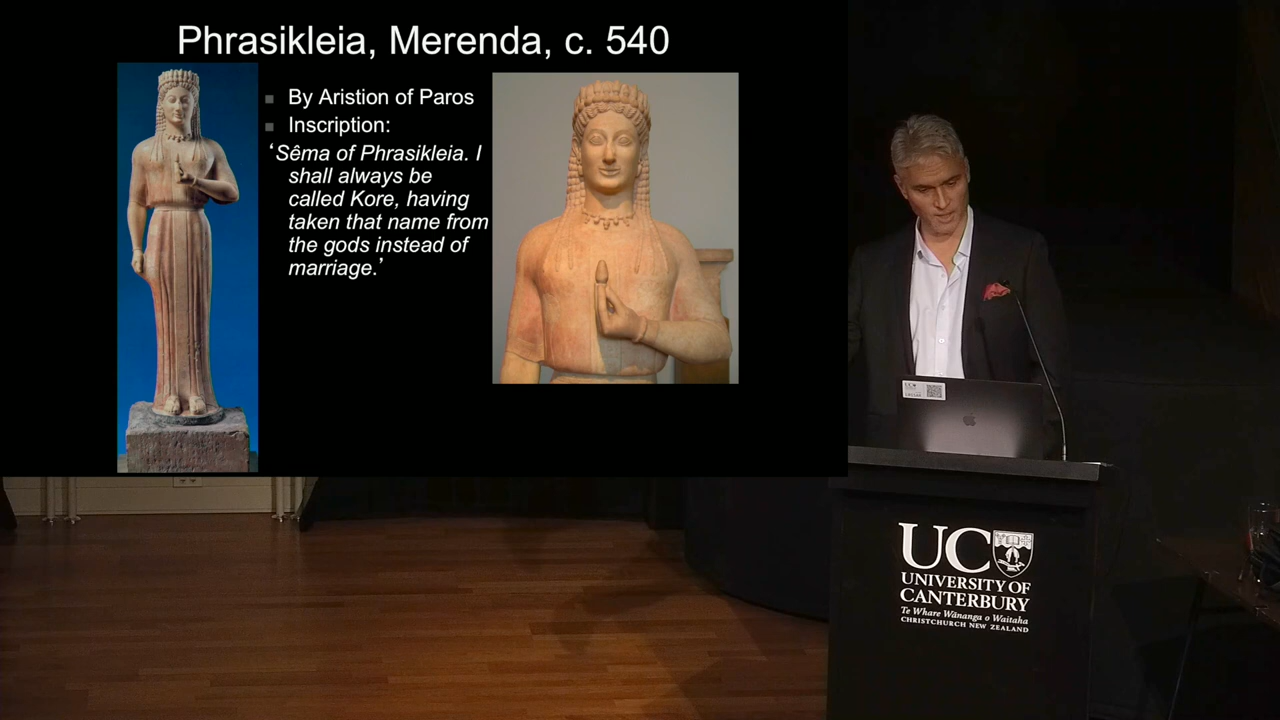 Phrasikleia, Merenda, c. 540
By Aristion of Paros
Inscription:
‘Sêma of Phrasikleia. I
shall always be
called Kore, having
taken that name from
the gods instead of
marriage.’
UC
UC
UNIVERSITY OF
CANTERBURY
Te Whare Wānanga o Waitaha
CHRISTCHURCH NEW ZEALAND